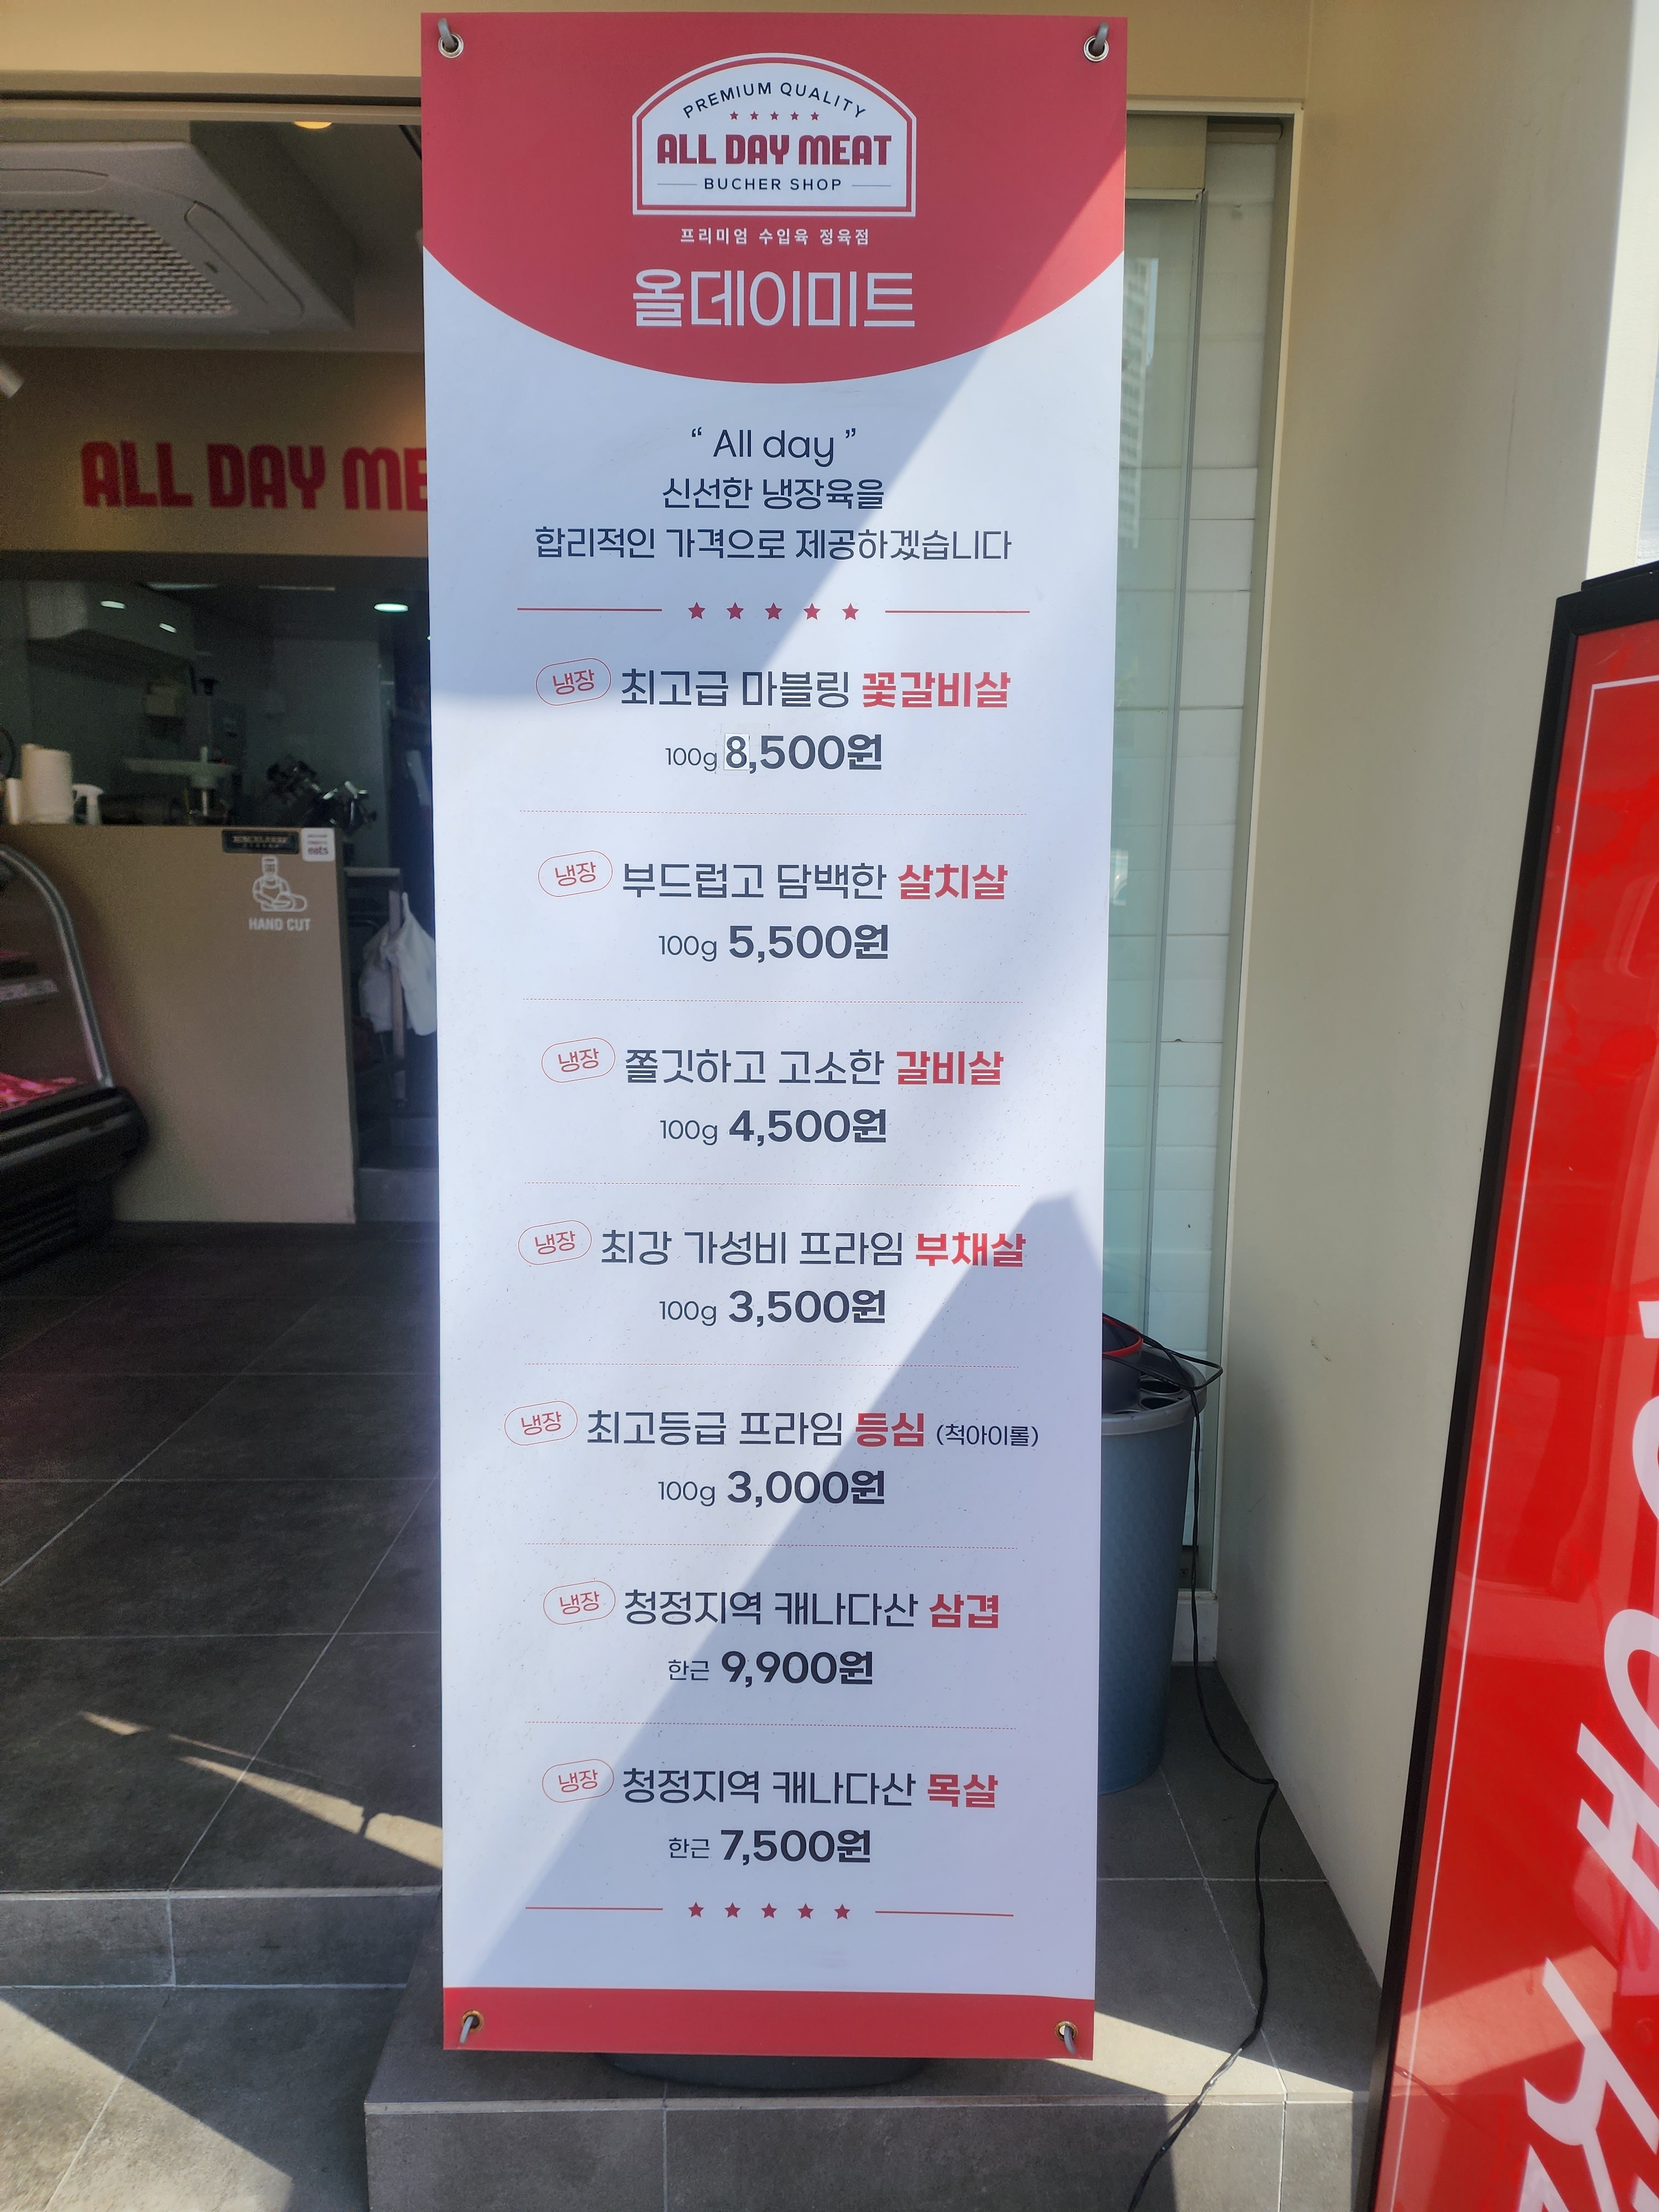 PREMIUM QUALITY
ALL DAY MEAT
BUCHER SHOP
프리미엄 수입육 정육점
올데이미트
ALL DAY ME
“ All day ”
신선한 냉장육을
합리적인 가격으로 제공하겠습니다
냉장 최고급 마블링 꽃갈비살
100g 8,500원
냉장 부드럽고 담백한 살치살
100g 5,500원
냉장 쫄깃하고 고소한 갈비살
100g 4,500원
냉장 최강 가성비 프라임 부채살
100g 3,500원
냉장 최고등급 프라임 등심 (척아이롤)
100g 3,000원
냉장 청정지역 캐나다산 삼겹
한근 9,900원
냉장 청정지역 캐나다산 목살
한근 7,500원
eats
HAND CUT